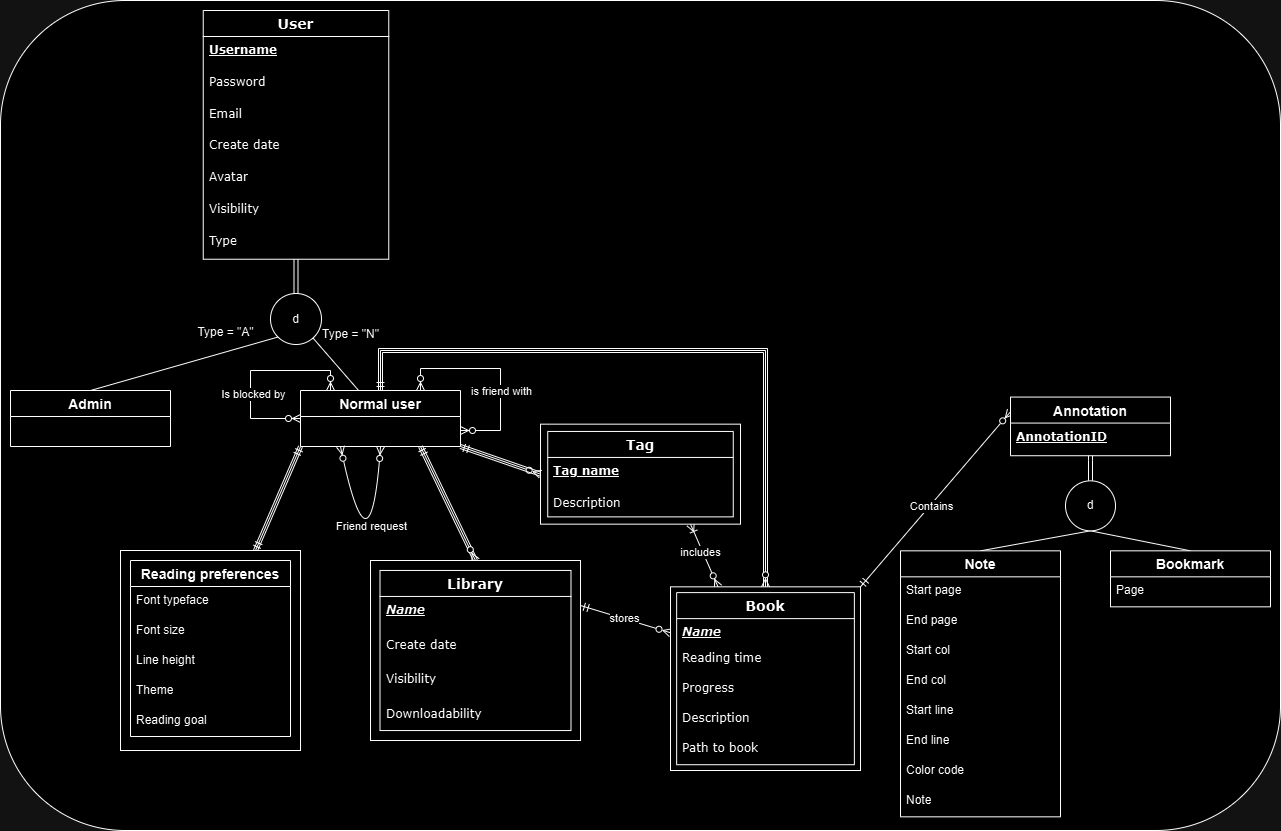 User
Username
Password
Email
Create date
Avatar
Visibility
Type
d
Type = "A"
Type = "N"
Is blocked by
is friend with
Admin
Normal user
Friend request
Tag
Tag name
Description
includes
Annotation
AnnotationID
Contains
d
Reading preferences
Font typeface
Font size
Line height
Theme
Reading goal
Library
Name
Create date
Visibility
Downloadability
stores
Book
Name
Reading time
Progress
Description
Path to book
Note
Start page
End page
Start col
End col
Start line
End line
Color code
Note
Bookmark
Page